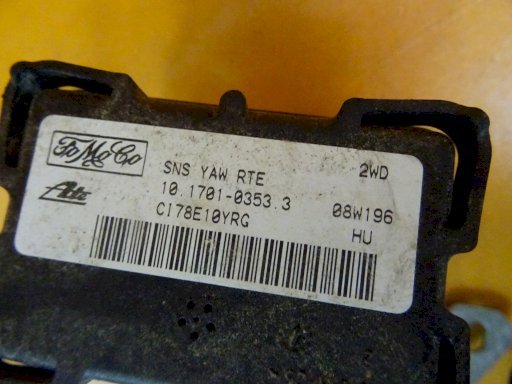 FoMoCo
SNS YAW RTE 2WD
Ate
10.1701-0353.3 08W196
CI78E10YRG HU